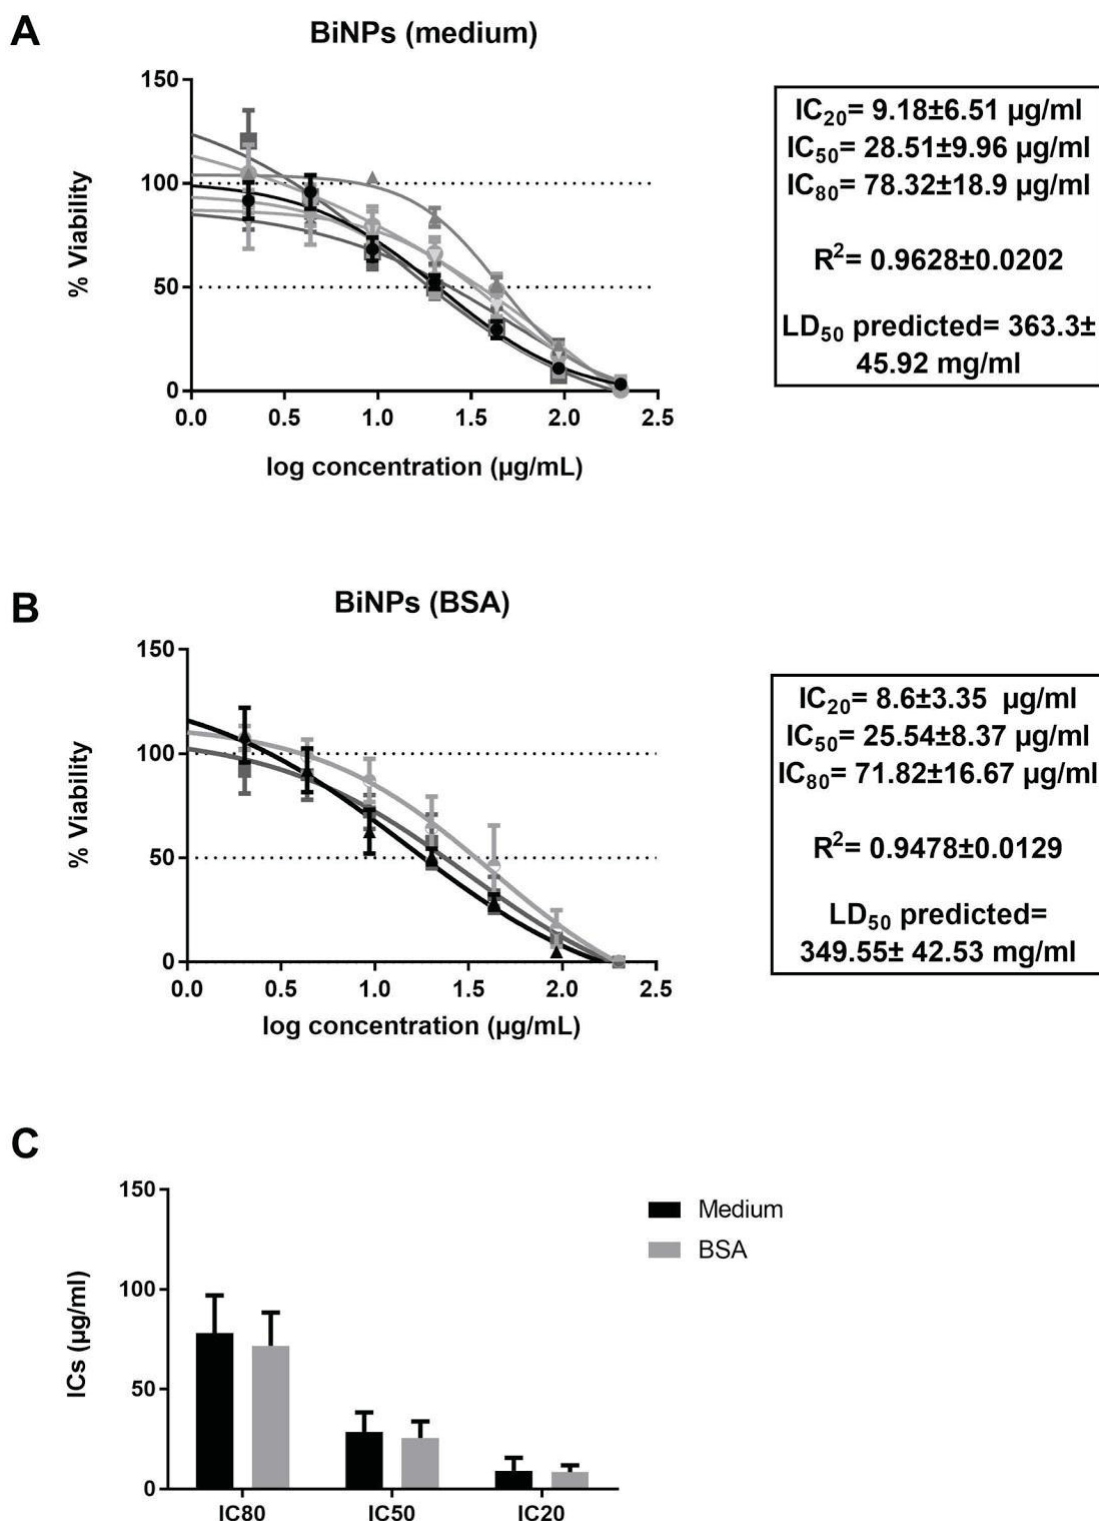 A
BiNPs (medium)
150
100
50
0
% Viability
0.0 0.5 1.0 1.5 2.0 2.5
log concentration (µg/mL)
IC₂₀= 9.18±6.51 µg/ml
IC₅₀= 28.51±9.96 µg/ml
IC₈₀= 78.32±18.9 µg/ml
R²= 0.9628±0.0202
LD₅₀ predicted= 363.3±
45.92 mg/ml
B
BiNPs (BSA)
150
100
50
0
% Viability
0.0 0.5 1.0 1.5 2.0 2.5
log concentration (µg/mL)
IC₂₀= 8.6±3.35 µg/ml
IC₅₀= 25.54±8.37 µg/ml
IC₈₀= 71.82±16.67 µg/ml
R²= 0.9478±0.0129
LD₅₀ predicted=
349.55± 42.53 mg/ml
C
150
100
50
0
ICs (µg/ml)
IC80 IC50 IC20
Medium
BSA